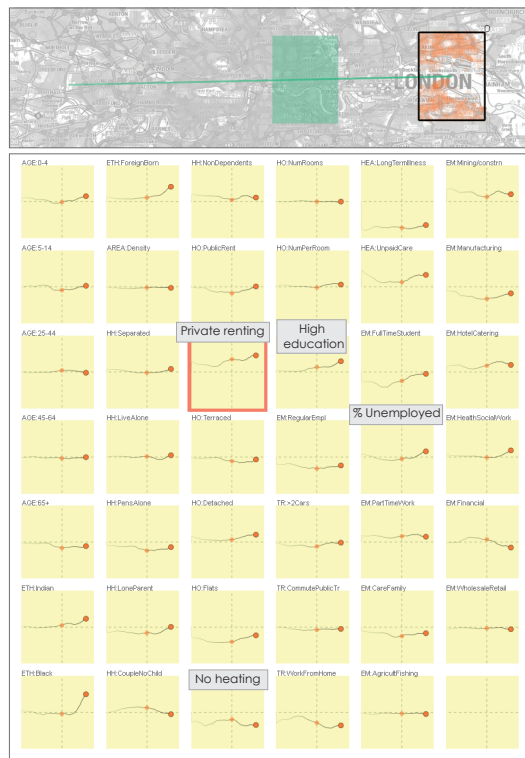 LONDON
AGE:0-4
ETH:ForeignBorn
HH:NonDependents
HO:NumRooms
HEA:LongTermIllness
EM:Mining/constrn
AGE:5-14
AREA:Density
HO:PublicRent
HO:NumPerRoom
HEA:UnpaidCare
EM:Manufacturing
AGE:25-44
HH:Separated
Private renting
High
education
EM:FullTimeStudent
EM:HotelCatering
AGE:45-64
HH:LiveAlone
HO:Terraced
EM:RegularEmpl
% Unemployed
EM:HealthSocialWork
AGE:65+
HH:PensAlone
HO:Detached
TR:>2Cars
EM:PartTimeWork
EM:Financial
ETH:Indian
HH:LoneParent
HO:Flats
TR:CommutePublicTr
EM:CareFamily
EM:WholesaleRetail
ETH:Black
HH:CoupleNoChild
No heating
TR:WorkFromHome
EM:AgricultFishing